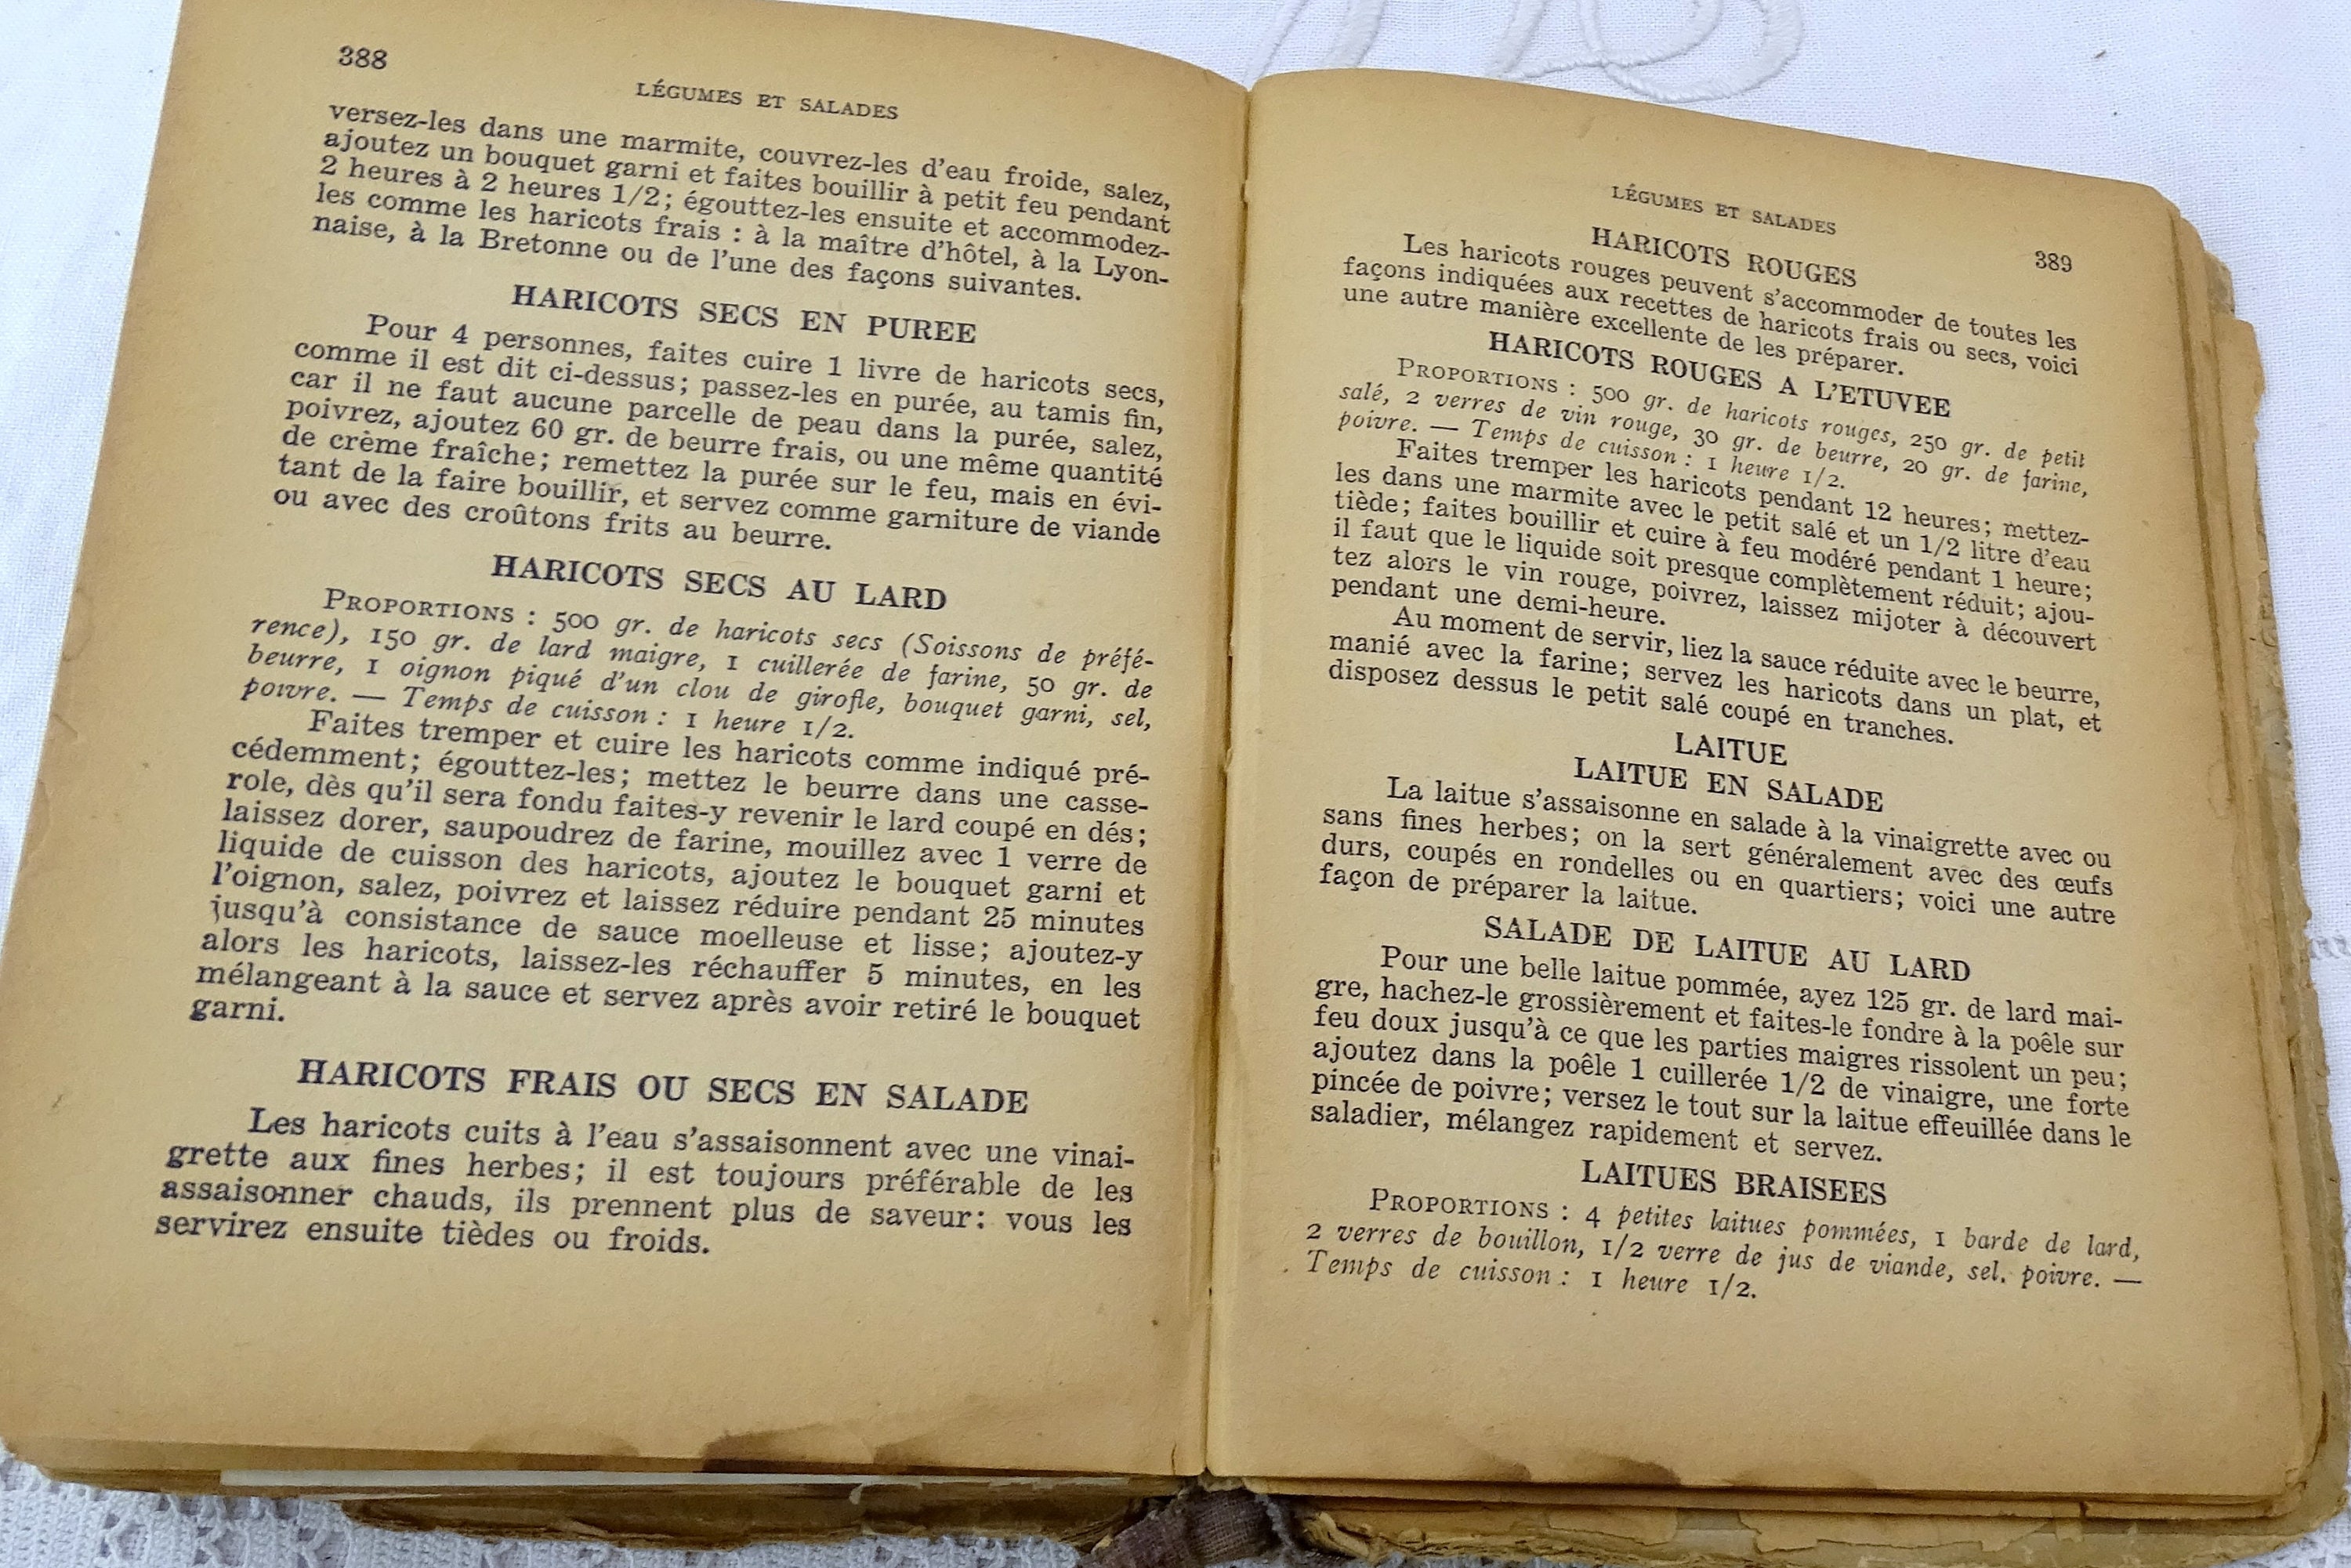 388
LÉGUMES ET SALADES
versez-les dans une marmite, couvrez-les d'eau froide, salez,
ajoutez un bouquet garni et faites bouillir à petit feu pendant
2 heures à 2 heures 1/2; égouttez-les ensuite et accommodez-
les comme les haricots frais : à la maître d'hôtel, à la Lyon-
naise, à la Bretonne ou de l'une des façons suivantes.
HARICOTS SECS EN PUREE
Pour 4 personnes, faites cuire 1 livre de haricots secs,
comme il est dit ci-dessus; passez-les en purée, au tamis fin,
car il ne faut aucune parcelle de peau dans la purée, salez,
poivrez, ajoutez 60 gr. de beurre frais, ou une même quantité
de crème fraîche; remettez la purée sur le feu, mais en évi-
tant de la faire bouillir, et servez comme garniture de viande
ou avec des croûtons frits au beurre.
HARICOTS SECS AU LARD
PROPORTIONS : 500 gr. de haricots secs (Soissons de préfé-
rence), 150 gr. de lard maigre, 1 cuillerée de farine, 50 gr. de
beurre, 1 oignon piqué d'un clou de girofle, bouquet garni, sel,
poivre. — Temps de cuisson : 1 heure 1/2.
Faites tremper et cuire les haricots comme indiqué pré-
cédemment; égouttez-les; mettez le beurre dans une casse-
role, dès qu'il sera fondu faites-y revenir le lard coupé en dés;
laissez dorer, saupoudrez de farine, mouillez avec 1 verre de
liquide de cuisson des haricots, ajoutez le bouquet garni et
l'oignon, salez, poivrez et laissez réduire pendant 25 minutes
jusqu'à consistance de sauce moelleuse et lisse; ajoutez-y
alors les haricots, laissez-les réchauffer 5 minutes, en les
mélangeant à la sauce et servez après avoir retiré le bouquet
garni.
HARICOTS FRAIS OU SECS EN SALADE
Les haricots cuits à l'eau s'assaisonnent avec une vinai-
grette aux fines herbes; il est toujours préférable de les
assaisonner chauds, ils prennent plus de saveur: vous les
servirez ensuite tièdes ou froids.
LÉGUMES ET SALADES
389
HARICOTS ROUGES
Les haricots rouges peuvent s'accommoder de toutes les
façons indiquées aux recettes de haricots frais ou secs, voici
une autre manière excellente de les préparer.
HARICOTS ROUGES A L'ETUVEE
PROPORTIONS : 500 gr. de haricots rouges, 250 gr. de petit
salé, 2 verres de vin rouge, 30 gr. de beurre, 20 gr. de farine,
poivre. — Temps de cuisson : 1 heure 1/2.
Faites tremper les haricots pendant 12 heures; mettez-
les dans une marmite avec le petit salé et un 1/2 litre d'eau
tiède; faites bouillir et cuire à feu modéré pendant 1 heure;
il faut que le liquide soit presque complètement réduit; ajou-
tez alors le vin rouge, poivrez, laissez mijoter à découvert
pendant une demi-heure.
Au moment de servir, liez la sauce réduite avec le beurre,
manié avec la farine; servez les haricots dans un plat, et
disposez dessus le petit salé coupé en tranches.
LAITUE
LAITUE EN SALADE
La laitue s'assaisonne en salade à la vinaigrette avec ou
sans fines herbes; on la sert généralement avec des œufs
durs, coupés en rondelles ou en quartiers; voici une autre
façon de préparer la laitue.
SALADE DE LAITUE AU LARD
Pour une belle laitue pommée, ayez 125 gr. de lard mai-
gre, hachez-le grossièrement et faites-le fondre à la poêle sur
feu doux jusqu'à ce que les parties maigres rissolent un peu;
ajoutez dans la poêle 1 cuillerée 1/2 de vinaigre, une forte
pincée de poivre; versez le tout sur la laitue effeuillée dans le
saladier, mélangez rapidement et servez.
LAITUES BRAISEES
PROPORTIONS : 4 petites laitues pommées, 1 barde de lard,
2 verres de bouillon, 1/2 verre de jus de viande, sel. poivre. —
Temps de cuisson : 1 heure 1/2.